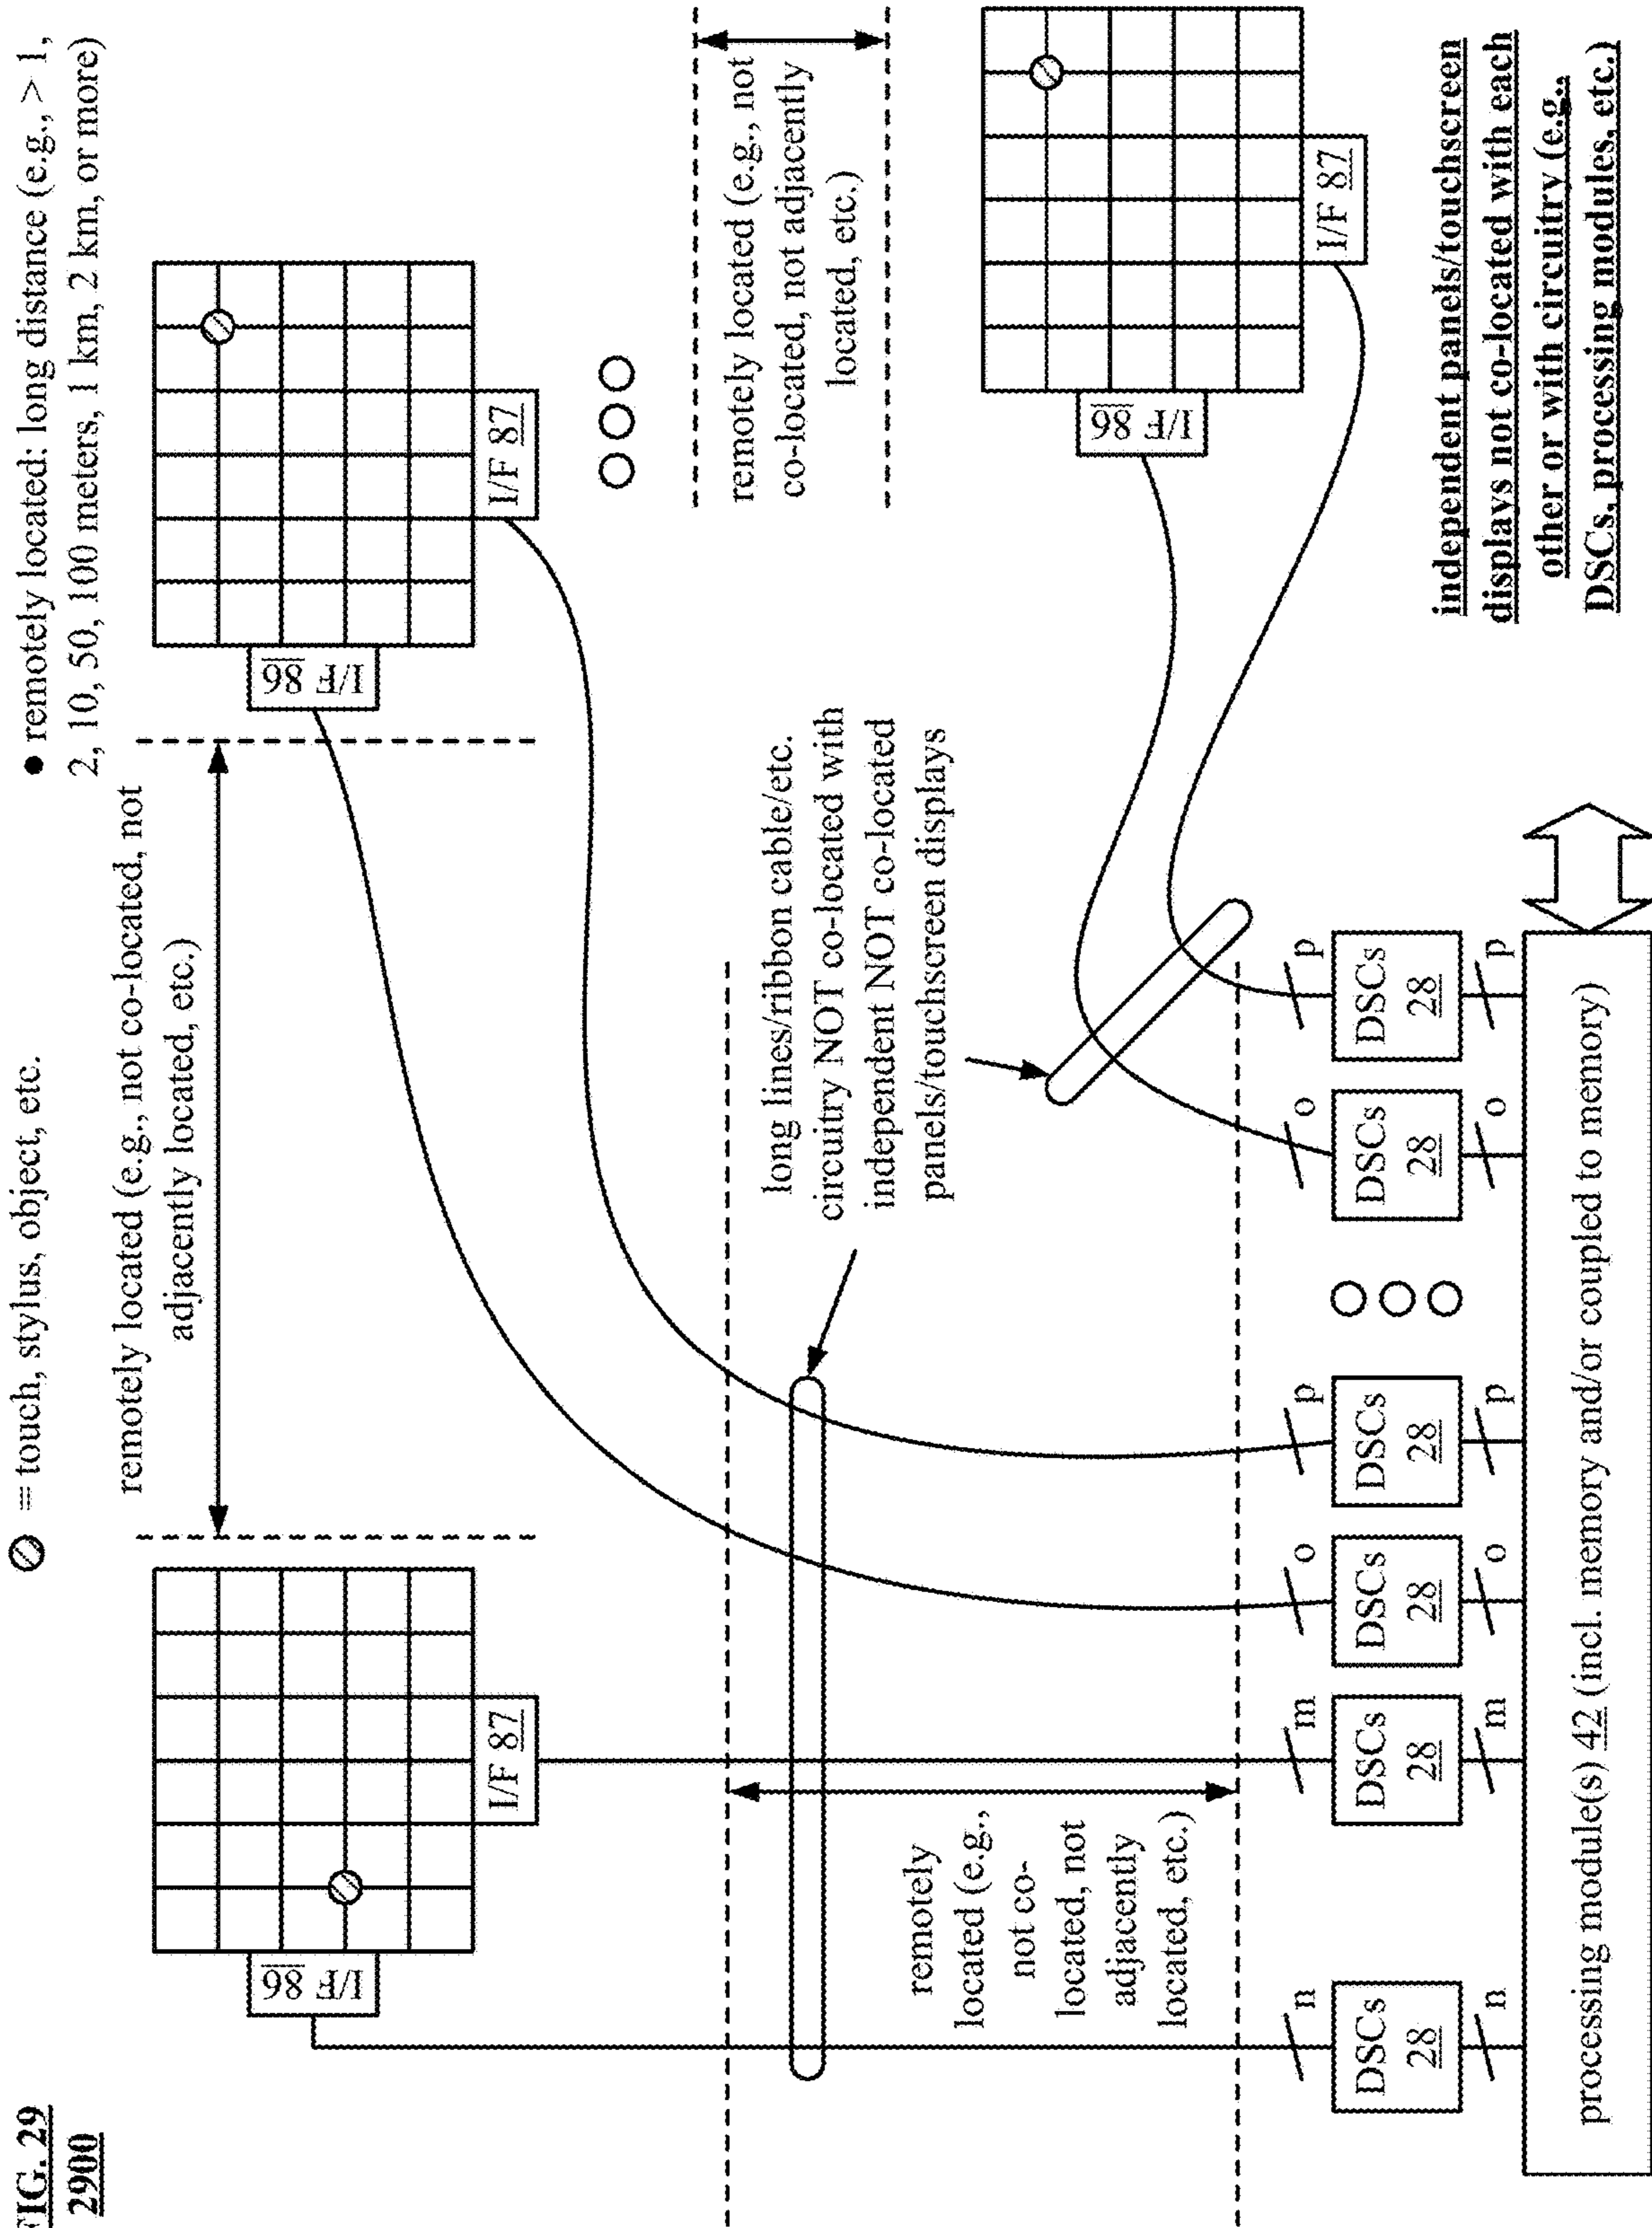 FIG. 29
2900
= touch, stylus, object, etc.
● remotely located: long distance (e.g., > 1,
2, 10, 50, 100 meters, 1 km, 2 km, or more)
remotely located (e.g., not co-located, not
adjacently located, etc.)
I/F 86
I/F 87
I/F 86
I/F 87
remotely located (e.g., not
co-located, not adjacently
located, etc.)
long lines/ribbon cable/etc.
circuitry NOT co-located with
independent NOT co-located
panels/touchscreen displays
remotely
located (e.g.,
not co-
located, not
adjacently
located, etc.)
I/F 86
I/F 87
n
m
o
p
o
p
DSCs
28
DSCs
28
DSCs
28
DSCs
28
DSCs
28
DSCs
28
n
m
o
p
o
p
processing module(s) 42 (incl. memory and/or coupled to memory)
independent panels/touchscreen
displays not co-located with each
other or with circuitry (e.g.,
DSCs, processing modules, etc.)